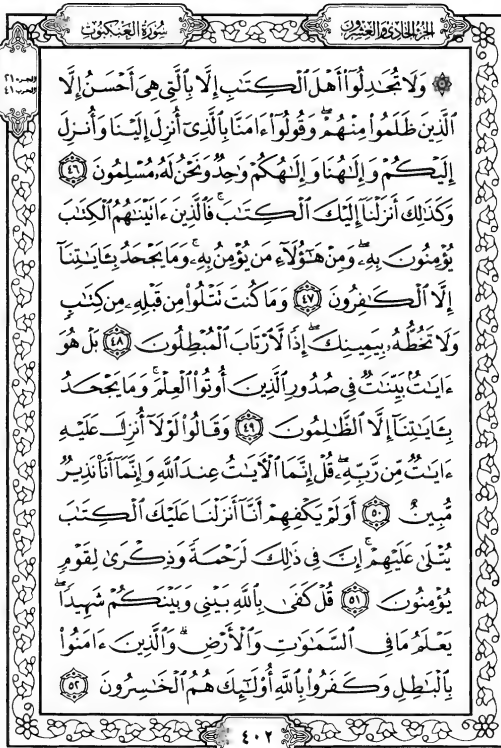 الجزء الحادي والعشرون
سورة العنكبوت
الجزء ٢١
الحزب ٤١
۞ وَلَا تُجَٰدِلُوٓا۟ أَهْلَ ٱلْكِتَٰبِ إِلَّا بِٱلَّتِى هِىَ أَحْسَنُ إِلَّا
ٱلَّذِينَ ظَلَمُوا۟ مِنْهُمْ ۖ وَقُولُوٓا۟ ءَامَنَّا بِٱلَّذِىٓ أُنزِلَ إِلَيْنَا وَأُنزِلَ
إِلَيْكُمْ وَإِلَٰهُنَا وَإِلَٰهُكُمْ وَٰحِدٌ وَنَحْنُ لَهُۥ مُسْلِمُونَ ٤٦
وَكَذَٰلِكَ أَنزَلْنَآ إِلَيْكَ ٱلْكِتَٰبَ ۚ فَٱلَّذِينَ ءَاتَيْنَٰهُمُ ٱلْكِتَٰبَ
يُؤْمِنُونَ بِهِۦ ۖ وَمِنْ هَٰٓؤُلَآءِ مَن يُؤْمِنُ بِهِۦ ۚ وَمَا يَجْحَدُ بِـَٔايَٰتِنَآ
إِلَّا ٱلْكَٰفِرُونَ ٤٧ وَمَا كُنتَ تَتْلُوا۟ مِن قَبْلِهِۦ مِن كِتَٰبٍ
وَلَا تَخُطُّهُۥ بِيَمِينِكَ ۖ إِذًا لَّٱرْتَابَ ٱلْمُبْطِلُونَ ٤٨ بَلْ هُوَ
ءَايَٰتٌۢ بَيِّنَٰتٌ فِى صُدُورِ ٱلَّذِينَ أُوتُوا۟ ٱلْعِلْمَ ۚ وَمَا يَجْحَدُ
بِـَٔايَٰتِنَآ إِلَّا ٱلظَّٰلِمُونَ ٤٩ وَقَالُوا۟ لَوْلَآ أُنزِلَ عَلَيْهِ
ءَايَٰتٌ مِّن رَّبِّهِۦ ۖ قُلْ إِنَّمَا ٱلْـَٔايَٰتُ عِندَ ٱللَّهِ وَإِنَّمَآ أَنَا۠ نَذِيرٌ
مُّبِينٌ ٥٠ أَوَلَمْ يَكْفِهِمْ أَنَّآ أَنزَلْنَا عَلَيْكَ ٱلْكِتَٰبَ
يُتْلَىٰ عَلَيْهِمْ ۚ إِنَّ فِى ذَٰلِكَ لَرَحْمَةً وَذِكْرَىٰ لِقَوْمٍ
يُؤْمِنُونَ ٥١ قُلْ كَفَىٰ بِٱللَّهِ بَيْنِى وَبَيْنَكُمْ شَهِيدًا ۖ
يَعْلَمُ مَا فِى ٱلسَّمَٰوَٰتِ وَٱلْأَرْضِ ۗ وَٱلَّذِينَ ءَامَنُوا۟
بِٱلْبَٰطِلِ وَكَفَرُوا۟ بِٱللَّهِ أُو۟لَٰٓئِكَ هُمُ ٱلْخَٰسِرُونَ ٥٢
٤٠٢